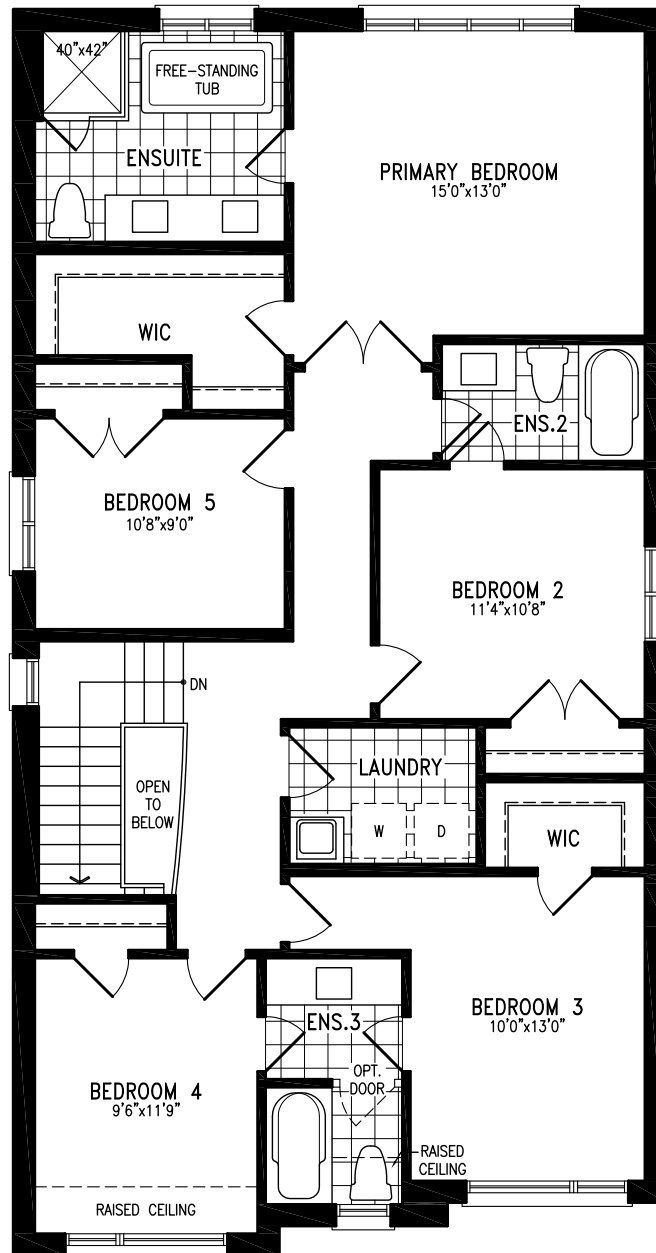 40"x42"
FREE-STANDING
TUB
ENSUITE
PRIMARY BEDROOM
15'0"x13'0"
WIC
ENS.2
BEDROOM 5
10'8"x9'0"
BEDROOM 2
11'4"x10'8"
DN
OPEN
TO
BELOW
LAUNDRY
W
D
WIC
BEDROOM 3
10'0"x13'0"
ENS.3
OPT.
DOOR
BEDROOM 4
9'6"x11'9"
RAISED
CEILING
RAISED CEILING